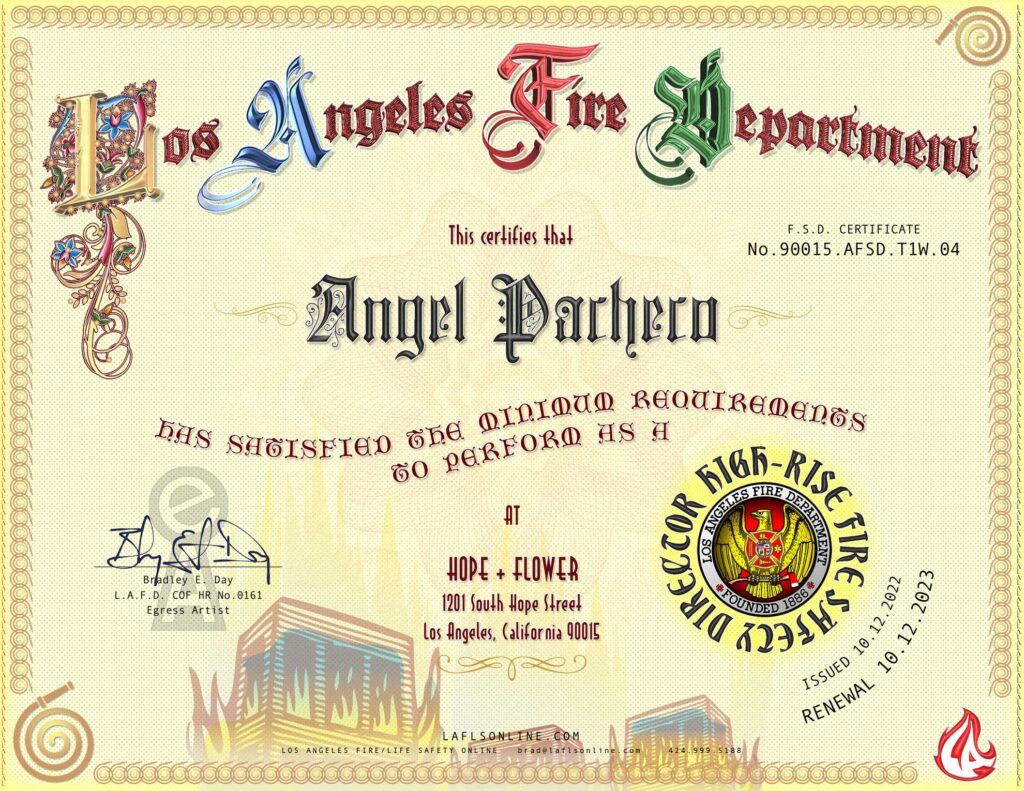 Los Angeles Fire Department
This certifies that
F.S.D. CERTIFICATE
No.90015.AFSD.T1W.04
Angel Pacheco
HAS SATISFIED THE MINIMUM REQUIREMENTS
TO PERFORM AS A
HIGH-RISE FIRE SAFETY DIRECTOR
LOS ANGELES FIRE DEPARTMENT
FOUNDED 1886
AT
HOPE + FLOWER
1201 South Hope Street
Los Angeles, California 90015
Bradley E. Day
L.A.F.D. COF HR No.0161
Egress Artist
ISSUED 10.12.2022
RENEWAL 10.12.2023
LAFLSONLINE.COM
LOS ANGELES FIRE/LIFE SAFETY ONLINE brad@laflsonline.com 424.999.5188